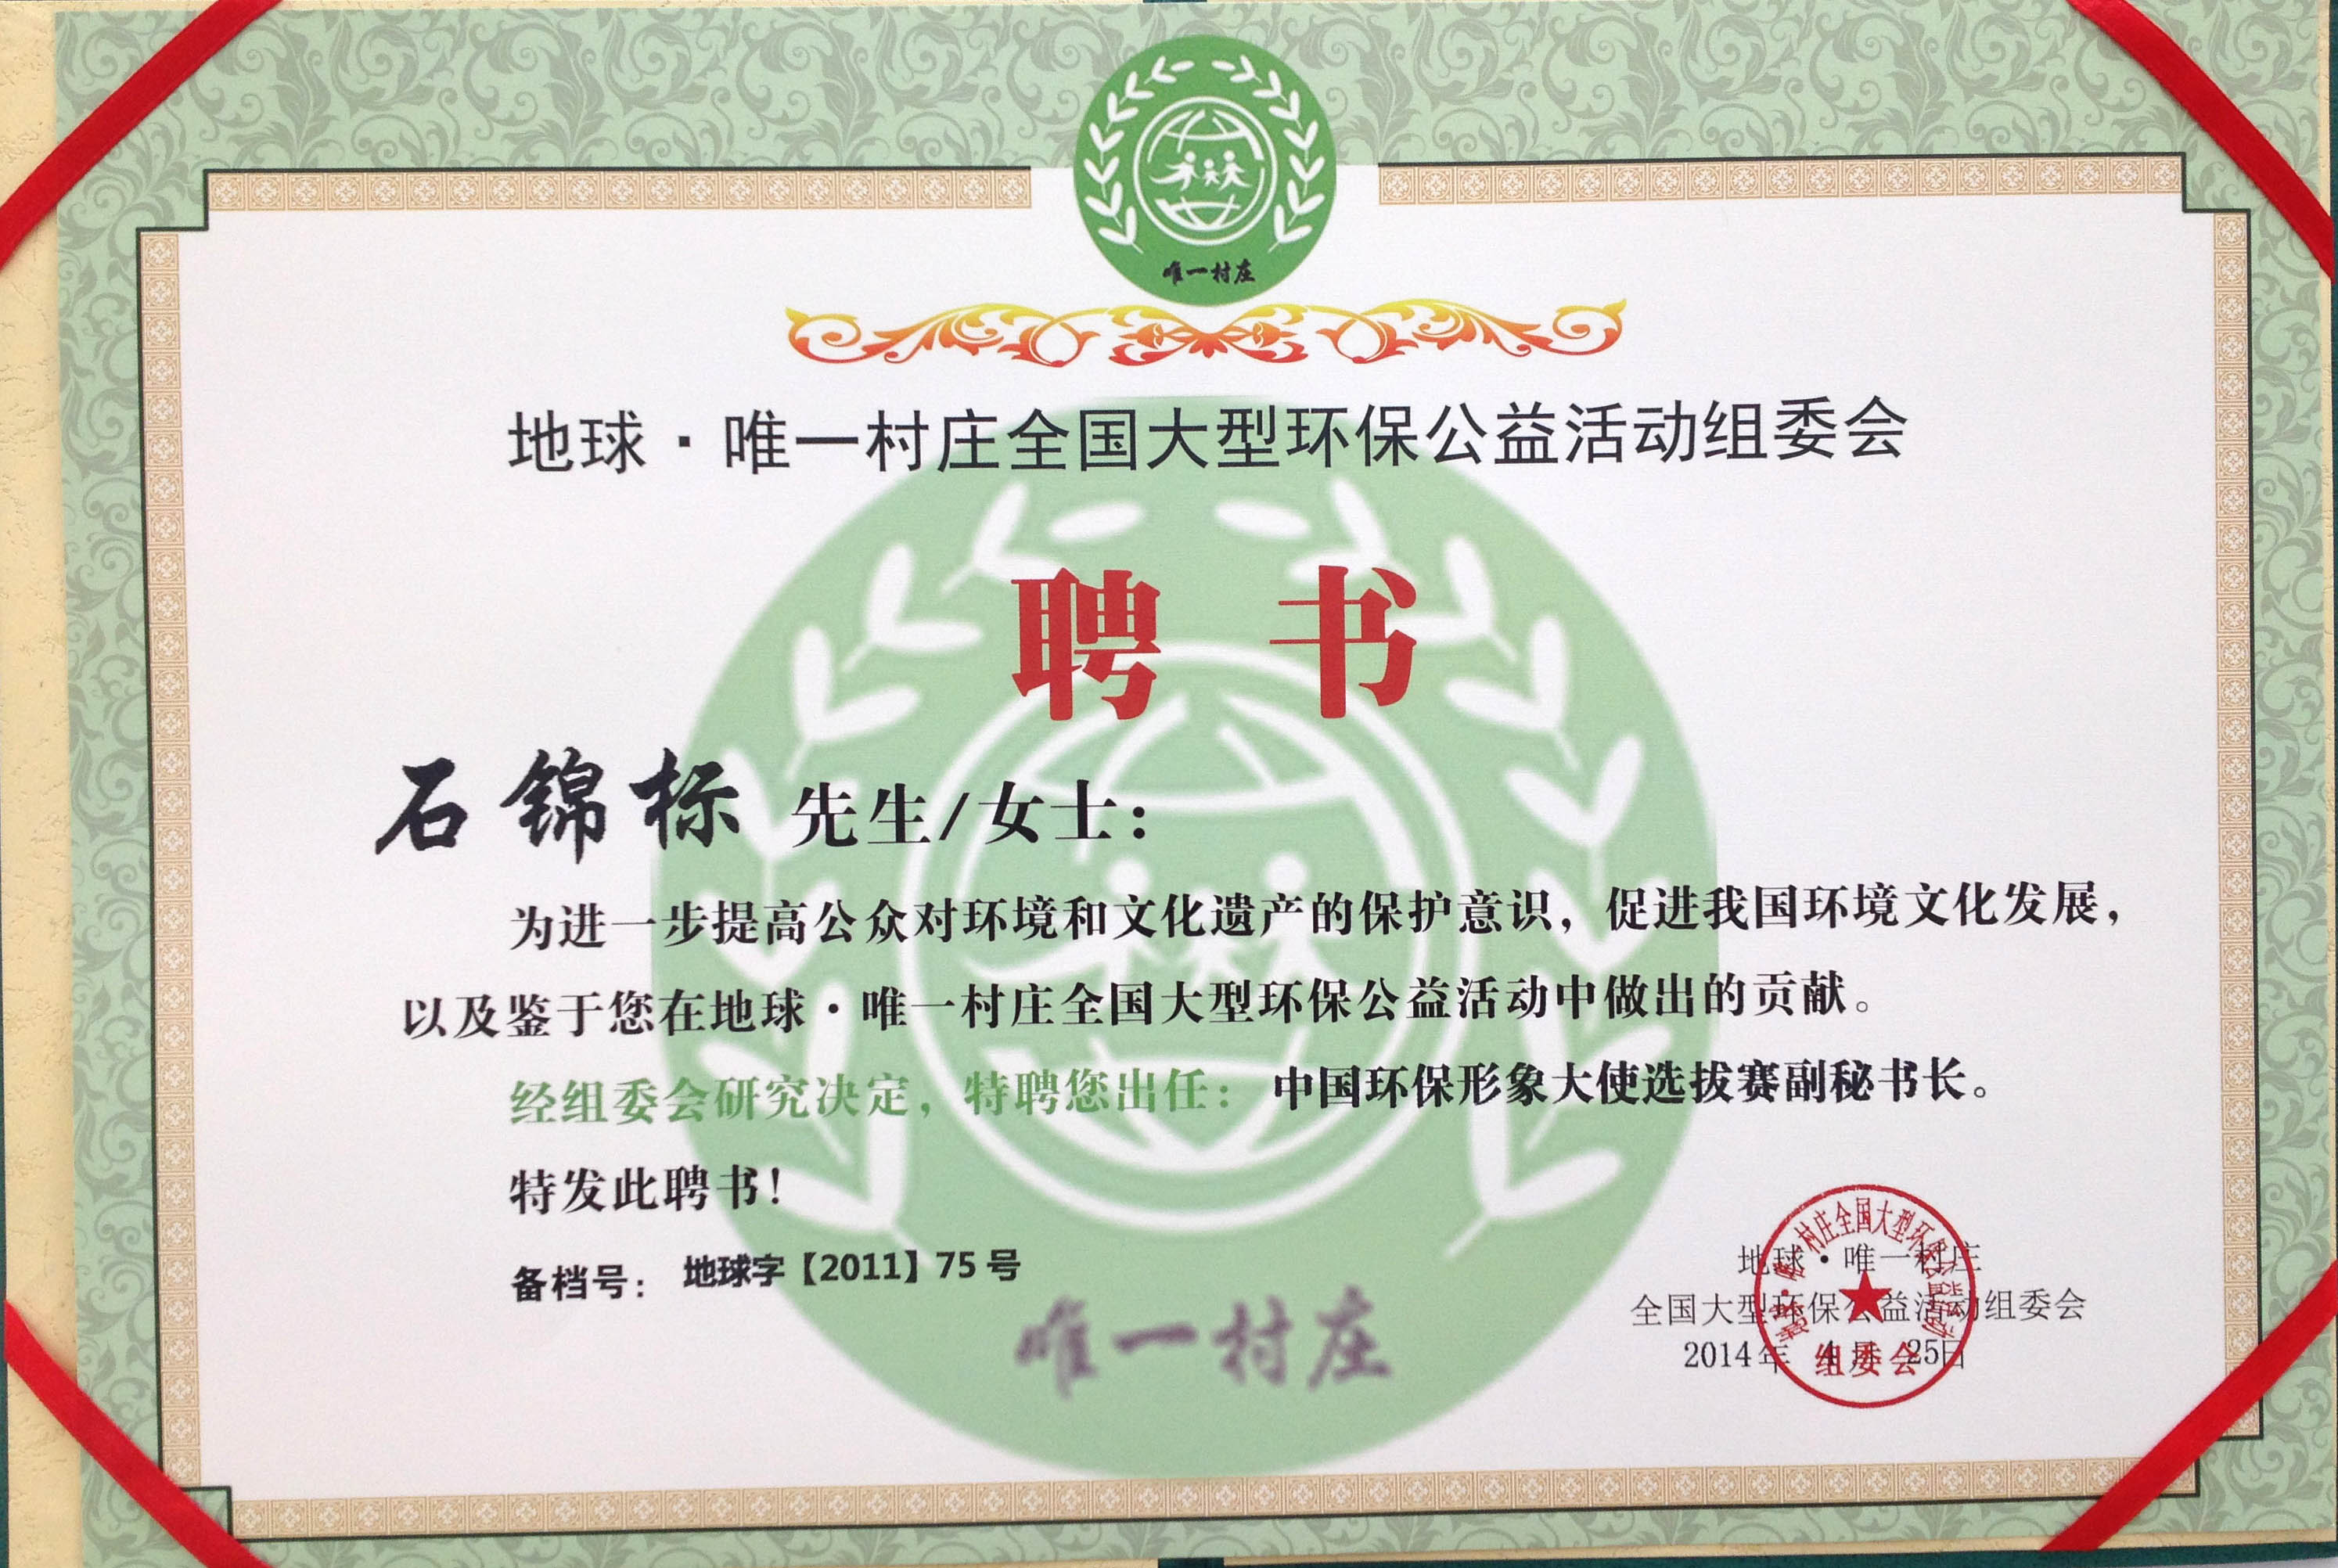 唯一村庄
地球·唯一村庄全国大型环保公益活动组委会
聘 书
石锦标 先生/女士：
为进一步提高公众对环境和文化遗产的保护意识，促进我国环境文化发展，
以及鉴于您在地球·唯一村庄全国大型环保公益活动中做出的贡献。
经组委会研究决定，特聘您出任： 中国环保形象大使选拔赛副秘书长。
特发此聘书！
备档号： 地球字【2011】75号
唯一村庄
地球·唯一村庄
全国大型环保公益活动组委会
2014年 4月 25日
组委会